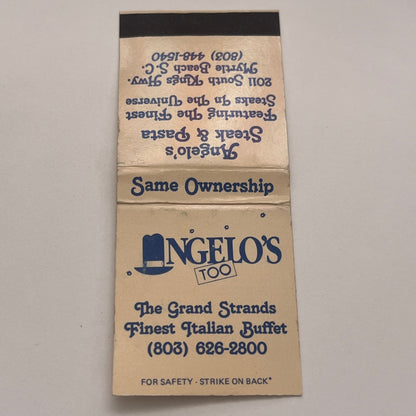 Angelo's
Steak & Pasta
Featuring The Finest
Steaks In The Universe
2011 South Kings Hwy.
Myrtle Beach S.C.
(803) 448-1540
Same Ownership
ANGELO'S
TOO
The Grand Strands
Finest Italian Buffet
(803) 626-2800
FOR SAFETY - STRIKE ON BACK